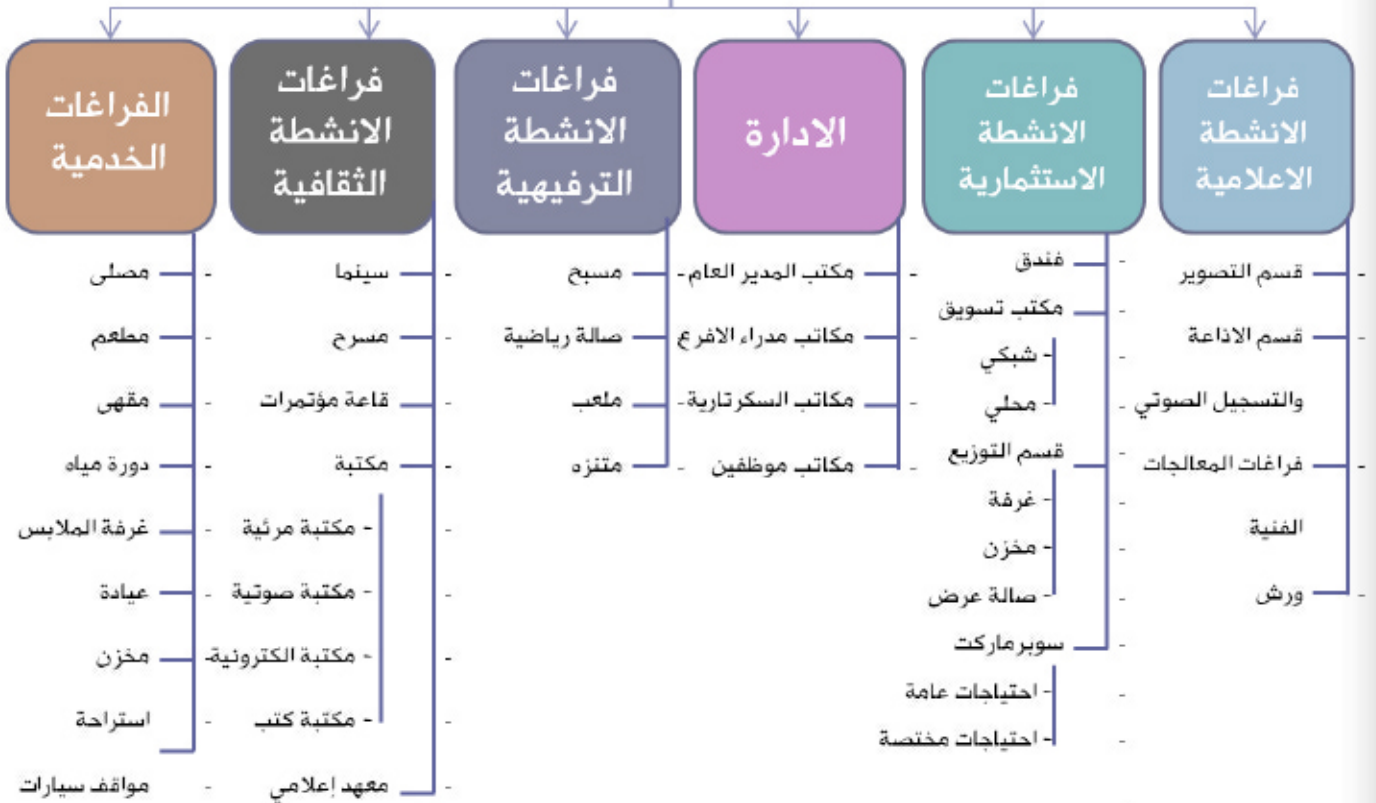 فراغات
الانشطة
الاعلامية
- قسم التصوير
- قسم الاذاعة
والتسجيل الصوتي
- فراغات المعالجات
الفنية
- ورش
فراغات
الانشطة
الاستثمارية
- فندق
مكتب تسويق
- شبكي
- محلي
قسم التوزيع
- غرفة
- مخزن
- صالة عرض
- سوبرماركت
- احتياجات عامة
- احتياجات مختصة
الادارة
- مكتب المدير العام
- مكاتب مدراء الافرع
- مكاتب السكرتارية
- مكاتب موظفين
فراغات
الانشطة
الترفيهية
- مسبح
- صالة رياضية
- ملعب
- متنزه
فراغات
الانشطة
الثقافية
- سينما
- مسرح
- قاعة مؤتمرات
- مكتبة
- مكتبة مرئية
- مكتبة صوتية
- مكتبة الكترونية
- مكتبة كتب
- معهد إعلامي
الفراغات
الخدمية
- مصلى
- مطعم
- مقهى
- دورة مياه
- غرفة الملابس
- عيادة
- مخزن
- استراحة
- مواقف سيارات